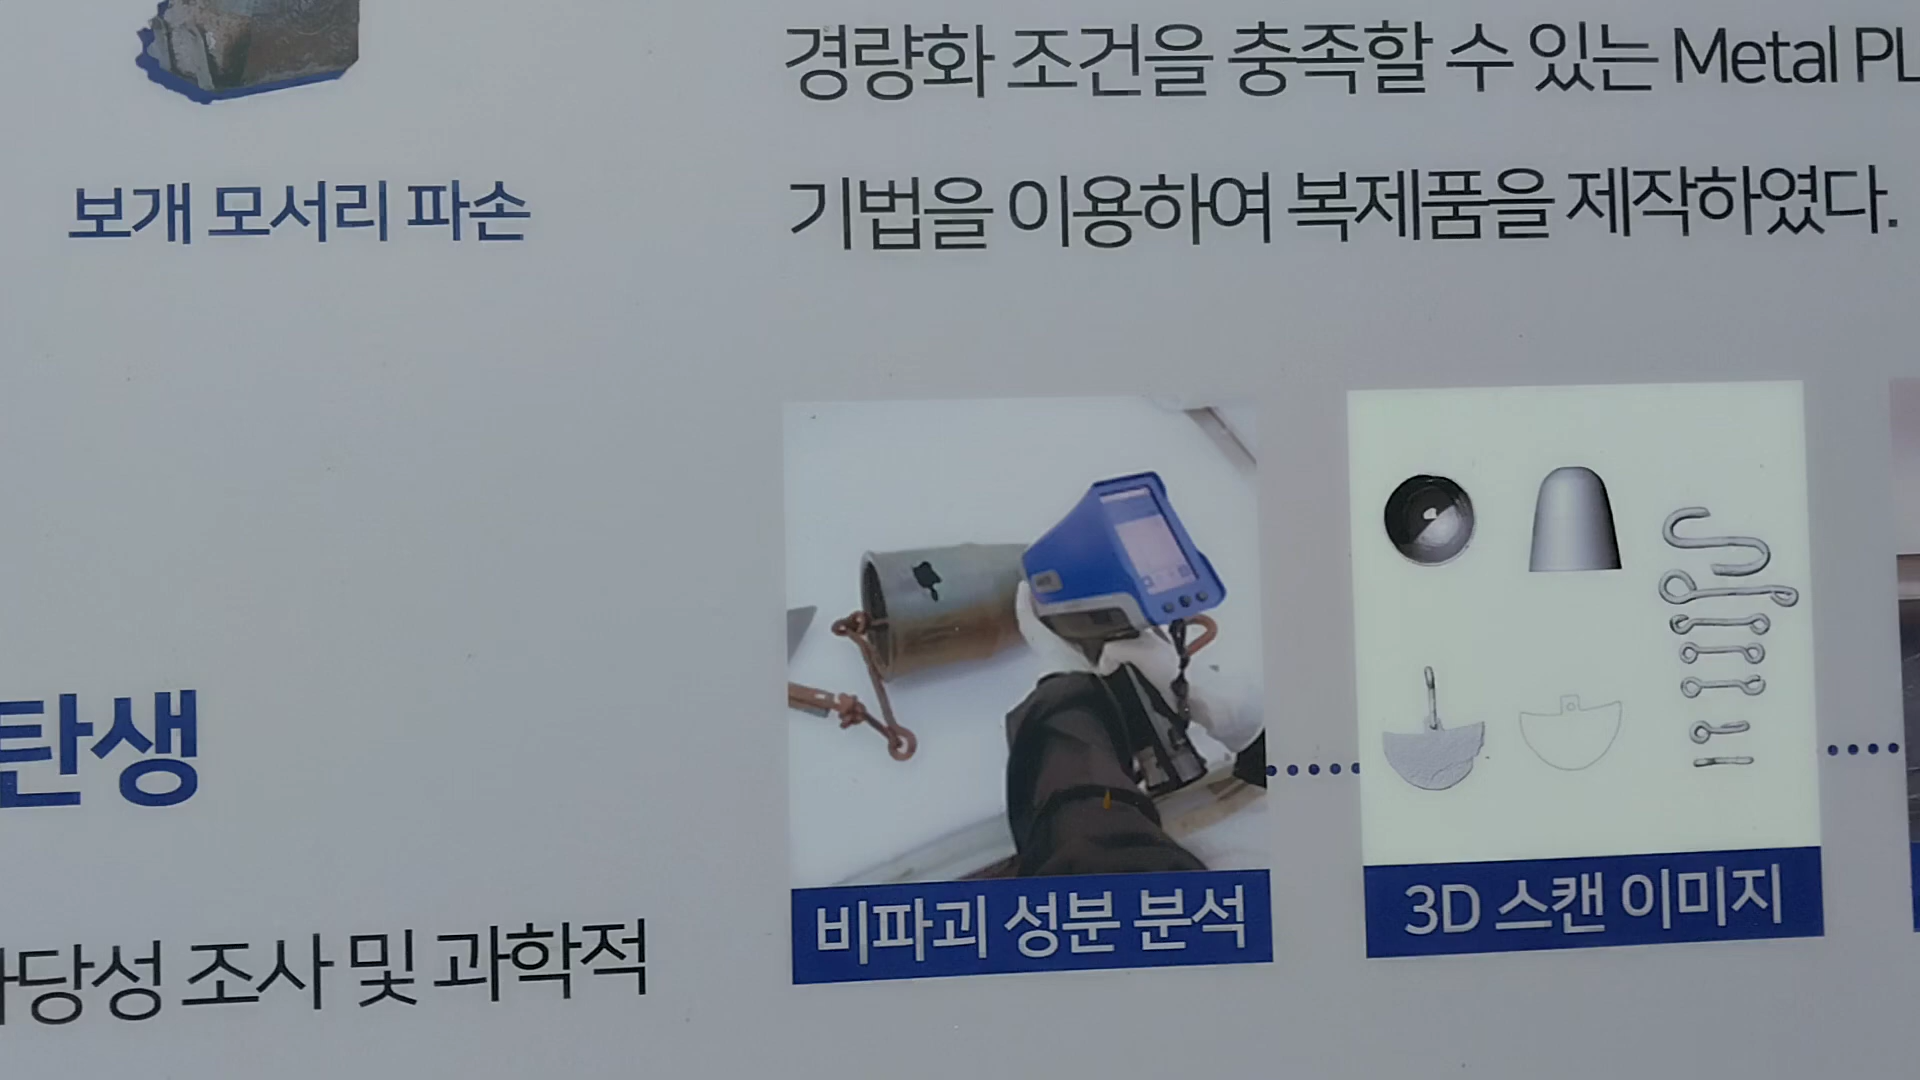 경량화 조건을 충족할 수 있는 Metal PL
보개 모서리 파손
기법을 이용하여 복제품을 제작하였다.
탄생
당성 조사 및 과학적
비파괴 성분 분석
3D 스캔 이미지